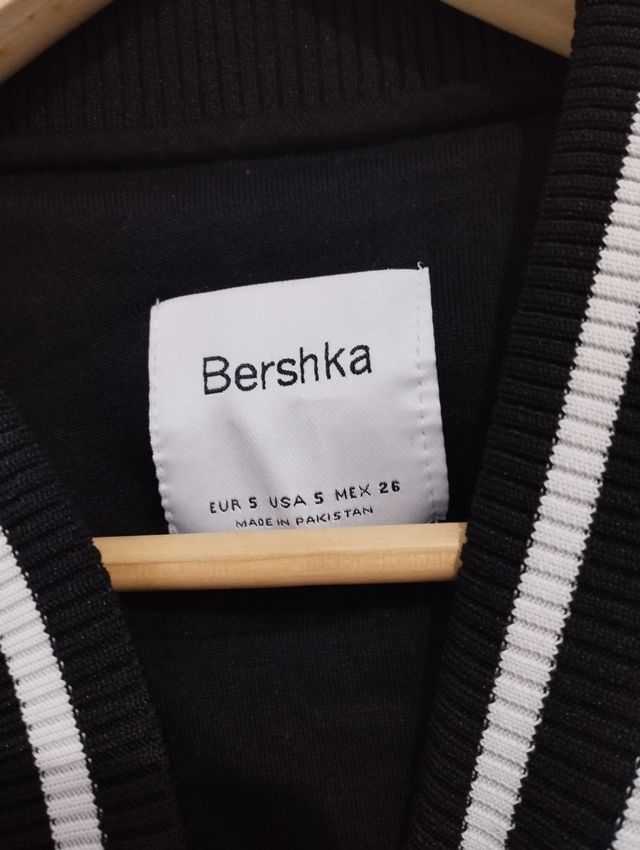 Bershka
EUR S USA S MEX 26
MADE IN PAKISTAN